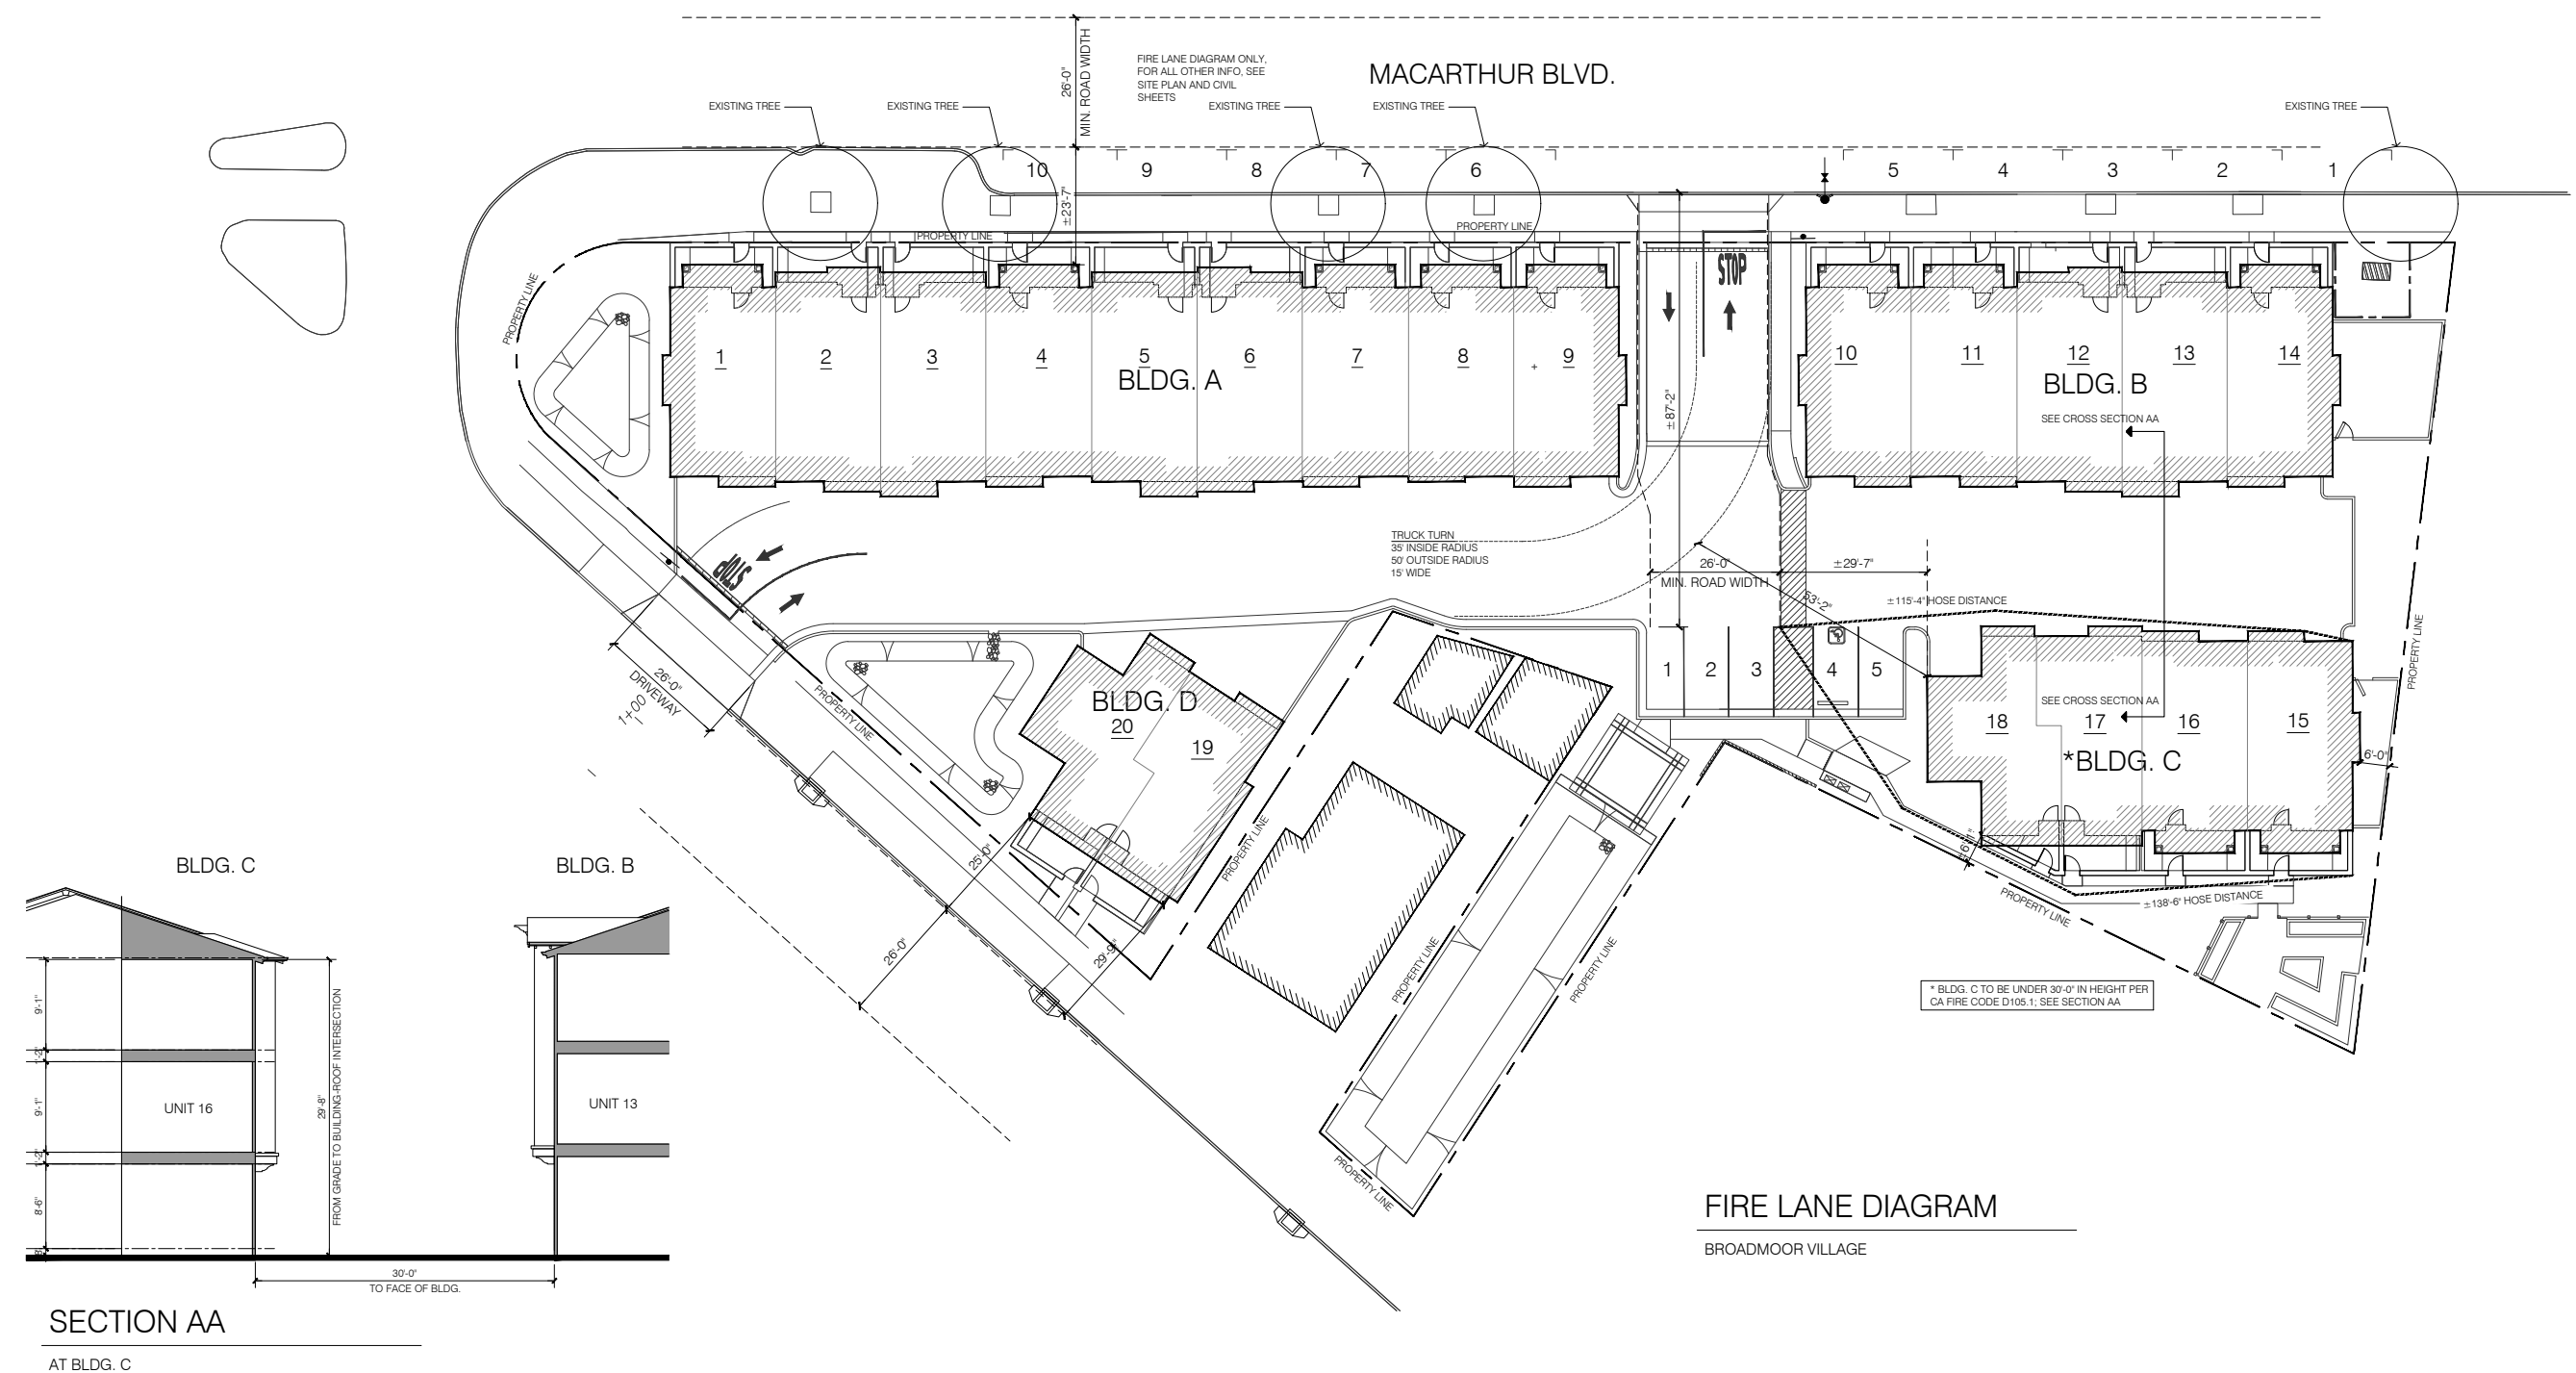 26'-0"
MIN. ROAD WIDTH
FIRE LANE DIAGRAM ONLY,
FOR ALL OTHER INFO, SEE
SITE PLAN AND CIVIL
SHEETS
MACARTHUR BLVD.
EXISTING TREE
EXISTING TREE
EXISTING TREE
EXISTING TREE
EXISTING TREE
10
9
8
7
6
5
4
3
2
1
±23'-7"
PROPERTY LINE
PROPERTY LINE
PROPERTY LINE
STOP
1
2
3
4
5
6
7
8
9
BLDG. A
±87'-2"
10
11
12
13
14
BLDG. B
SEE CROSS SECTION AA
STOP
TRUCK TURN
35' INSIDE RADIUS
50' OUTSIDE RADIUS
15' WIDE
26'-0"
MIN. ROAD WIDTH
±29'-7"
53'-2"
±115'-4" HOSE DISTANCE
PROPERTY LINE
26'-0"
DRIVEWAY
1+00
PROPERTY LINE
BLDG. D
20
19
1
2
3
4
5
SEE CROSS SECTION AA
18
17
16
15
*BLDG. C
6'-0"
25'-0"
26'-0"
29'-9"
PROPERTY LINE
PROPERTY LINE
PROPERTY LINE
PROPERTY LINE
PROPERTY LINE
±138'-6" HOSE DISTANCE
* BLDG. C TO BE UNDER 30'-0" IN HEIGHT PER
CA FIRE CODE D105.1; SEE SECTION AA
BLDG. C
BLDG. B
9'-1"
1'-2"
9'-1"
1'-2"
8'-6"
UNIT 16
29'-8"
FROM GRADE TO BUILDING-ROOF INTERSECTION
UNIT 13
30'-0"
TO FACE OF BLDG.
SECTION AA
AT BLDG. C
FIRE LANE DIAGRAM
BROADMOOR VILLAGE